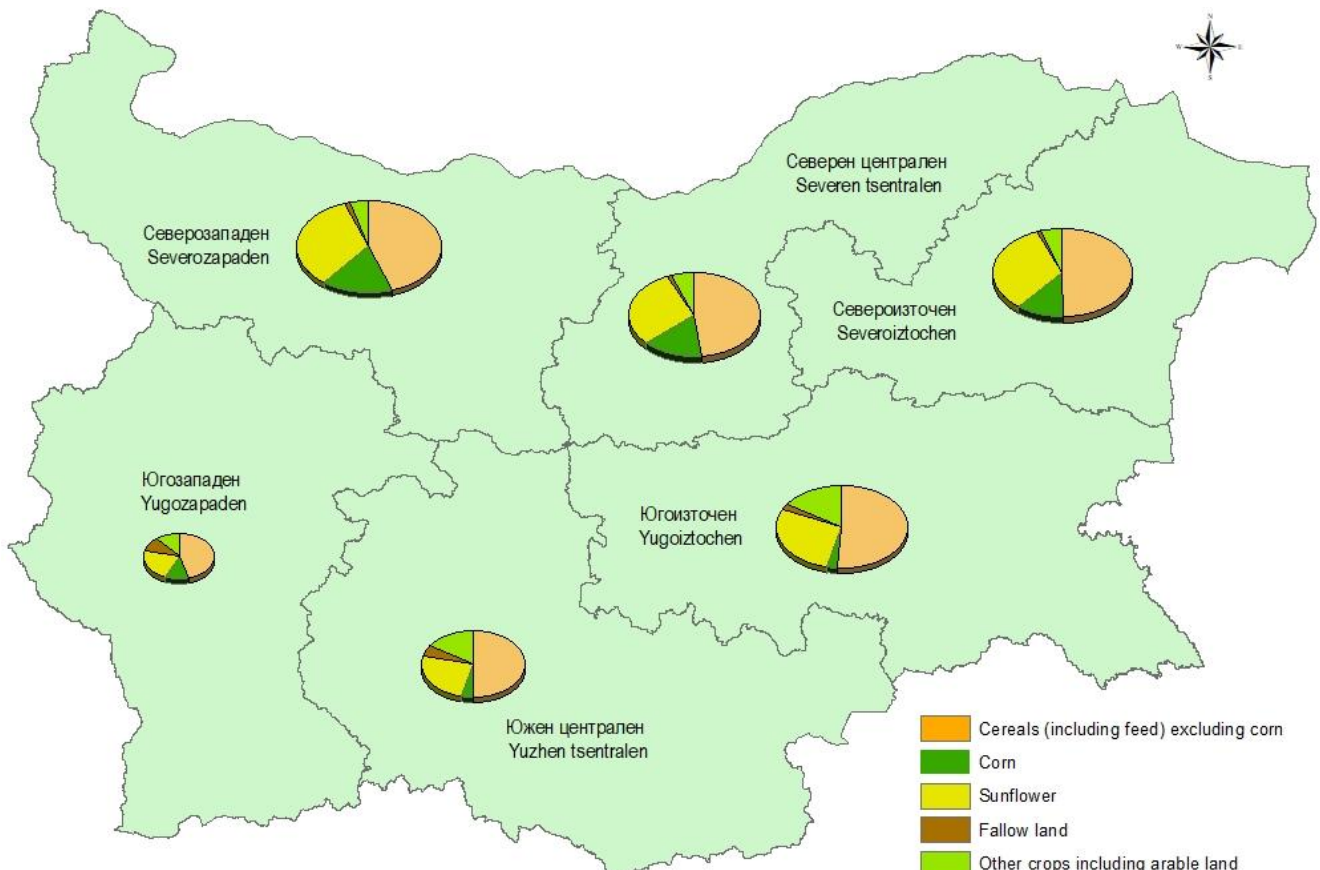 N
W
E
S
Северен централен
Severen tsentralen
Северозападен
Severozapaden
Североизточен
Severoiztochen
Югозападен
Yugozapaden
Югоизточен
Yugoiztochen
Южен централен
Yuzhen tsentralen
Cereals (including feed) excluding corn
Corn
Sunflower
Fallow land
Other crops including arable land